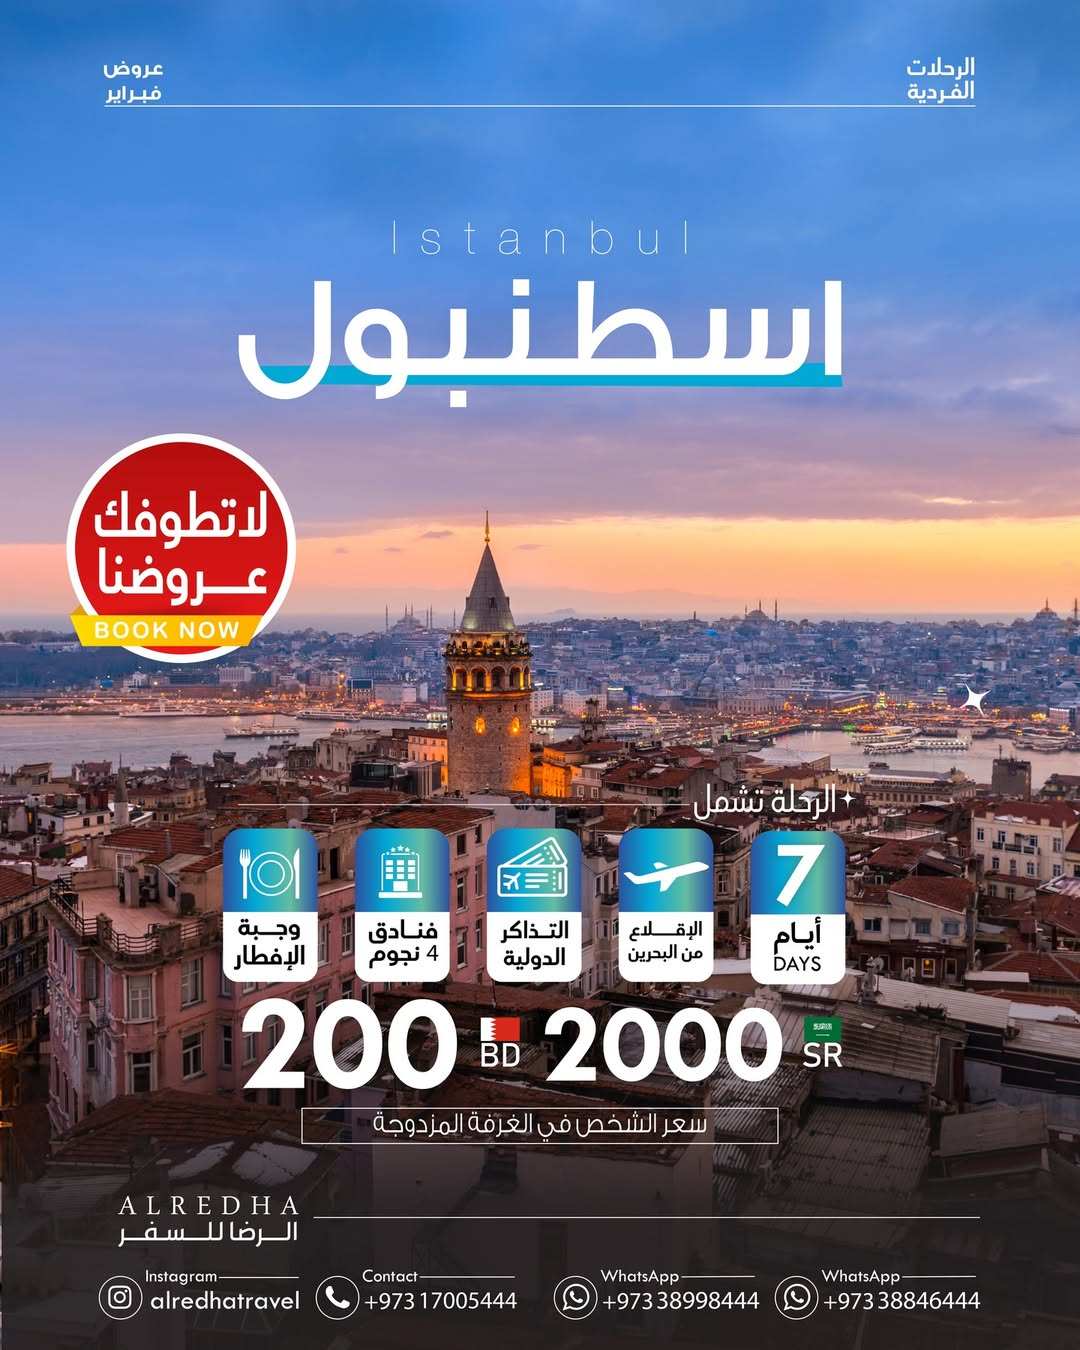 الرحلات
الفردية
عروض
فبراير
Istanbul
اسطنبول
لاتطوفك
عروضنا
BOOK NOW
الرحلة تشمل
7
أيام
DAYS
الإقلاع
من البحرين
التذاكر
الدولية
فنادق
4 نجوم
وجبة
الإفطار
200 BD 2000 SR
سعر الشخص في الغرفة المزدوجة
ALREDHA
الرضا للسفر
Instagram
alredhatravel
Contact
+973 17005444
WhatsApp
+973 38998444
WhatsApp
+973 38846444